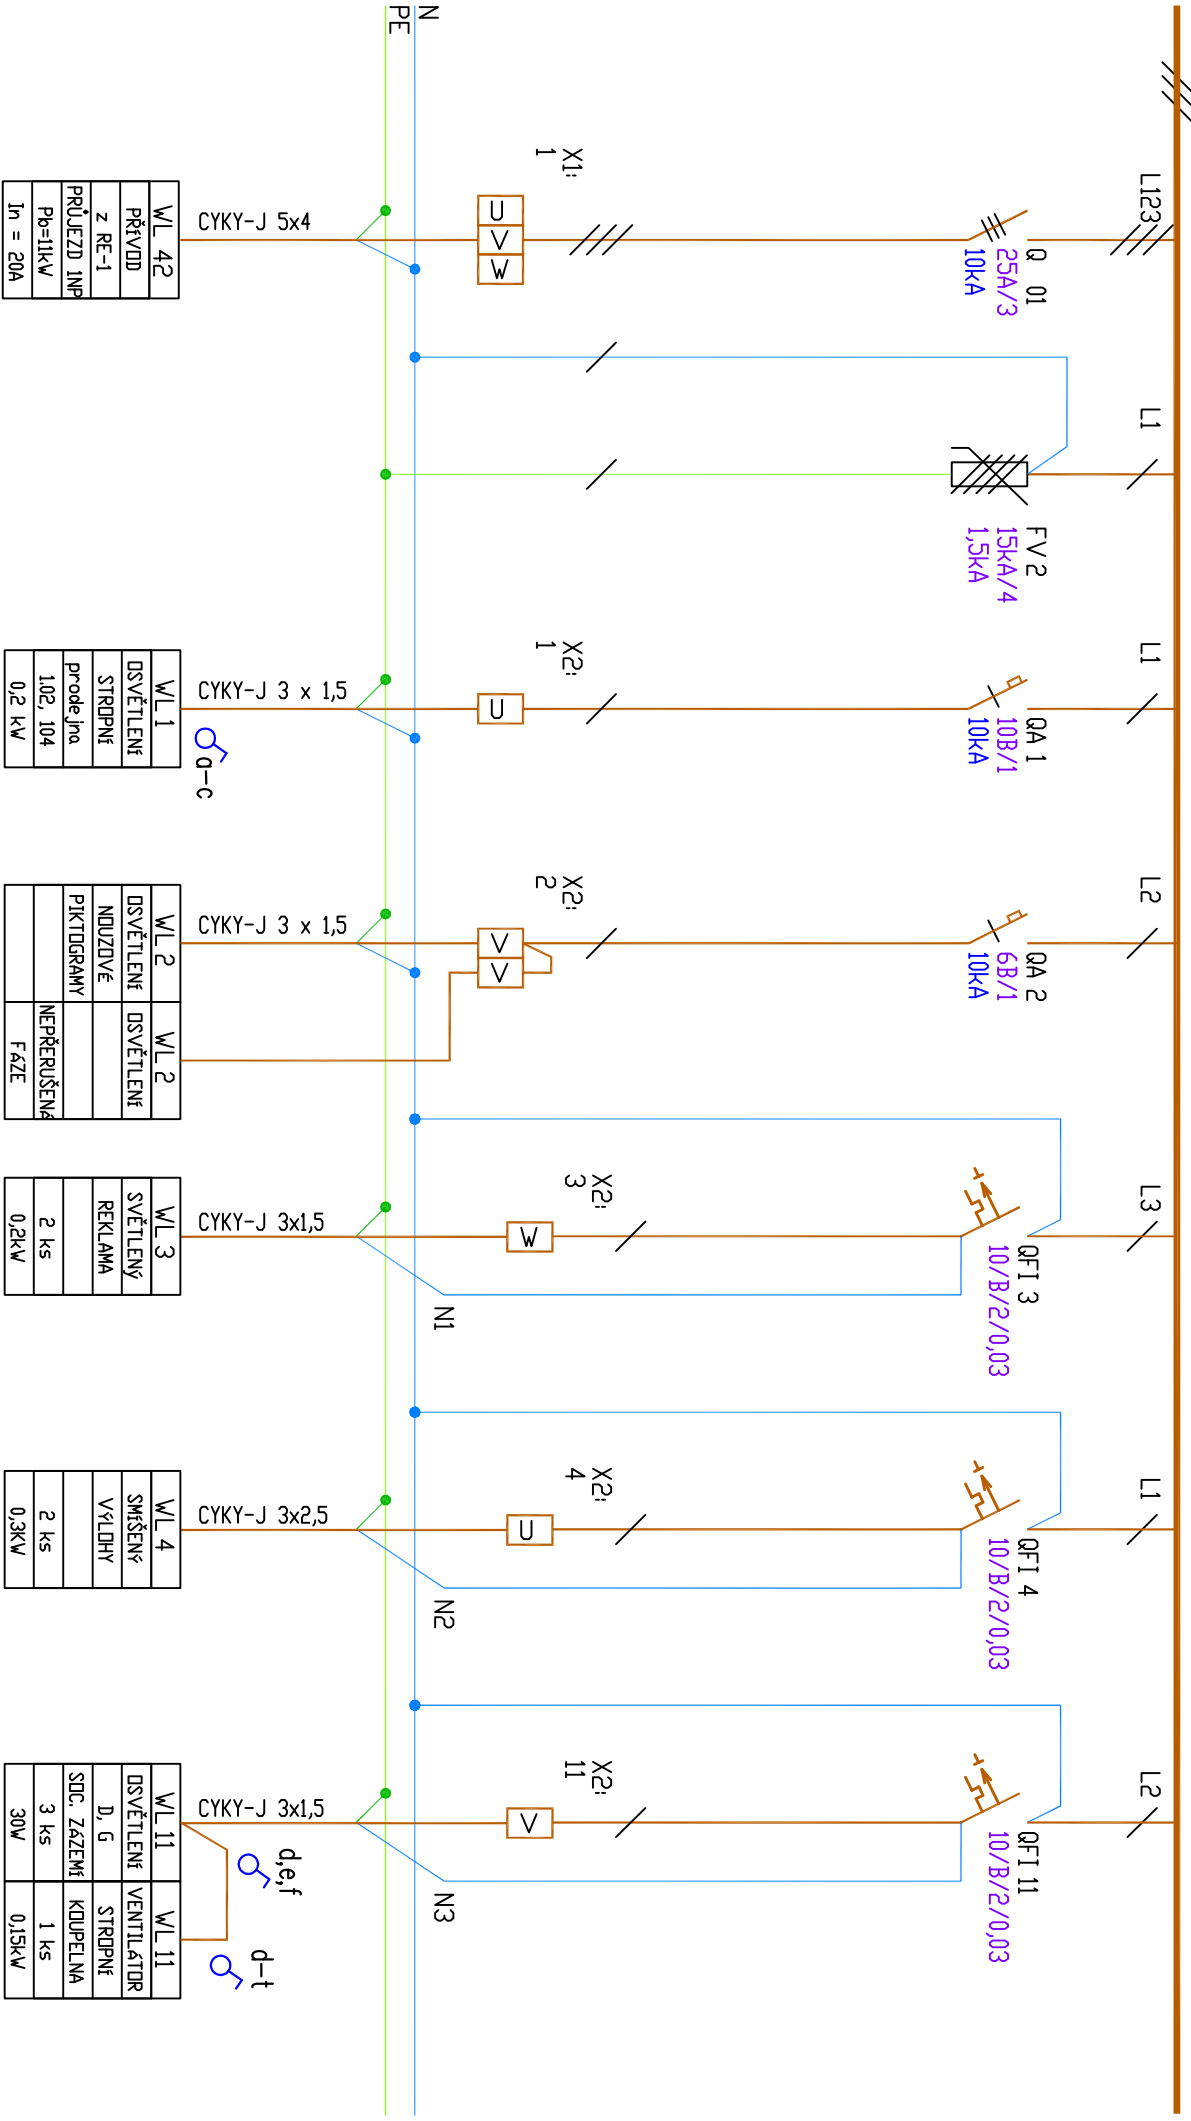 L123
L1
L1
L2
L3
L1
L2
Q 01
25A/3
10kA
FV 2
15kA/4
1,5kA
QA 1
10B/1
10kA
QA 2
6B/1
10kA
QFI 3
10/B/2/0,03
QFI 4
10/B/2/0,03
QFI 11
10/B/2/0,03
X1:
1
U
V
W
X2:
1
U
X2:
2
V
V
X2:
3
W
X2:
4
U
X2:
11
V
N
PE
N1
N2
N3
CYKY-J 5x4
CYKY-J 3 x 1,5
a-c
CYKY-J 3 x 1,5
CYKY-J 3x1,5
CYKY-J 3x2,5
CYKY-J 3x1,5
d,e,f
d-t
WL 42
PŘÍVOD
z RE-1
PRŮJEZD 1NP
Pb=11kW
In = 20A
WL 1
OSVĚTLENÍ
STROPNÍ
prodejna
1.02, 104
0,2 kW
WL 2
OSVĚTLENÍ
NOUZOVÉ
PIKTOGRAMY
WL 2
OSVĚTLENÍ
NEPŘERUŠENÁ
FÁZE
WL 3
SVĚTLENÝ
REKLAMA
2 ks
0,2kW
WL 4
SMÍŠENÝ
VÝLOHY
2 ks
0,3KW
WL 11
OSVĚTLENÍ
D, G
SOC. ZÁZEMÍ
3 ks
30W
WL 11
VENTILÁTOR
STROPNÍ
KOUPELNA
1 ks
0,15kW